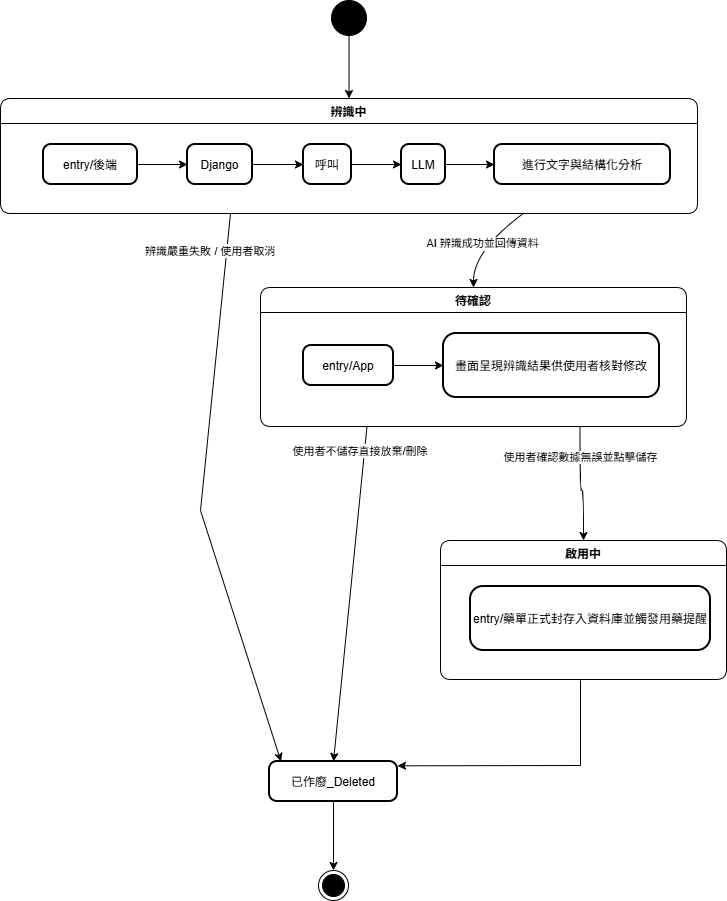 辨識中
entry/後端
Django
呼叫
LLM
進行文字與結構化分析
辨識嚴重失敗 / 使用者取消
AI 辨識成功並回傳資料
待確認
entry/App
畫面呈現辨識結果供使用者核對修改
使用者不儲存直接放棄/刪除
使用者確認數據無誤並點擊儲存
啟用中
entry/藥單正式封存入資料庫並觸發用藥提醒
已作廢_Deleted